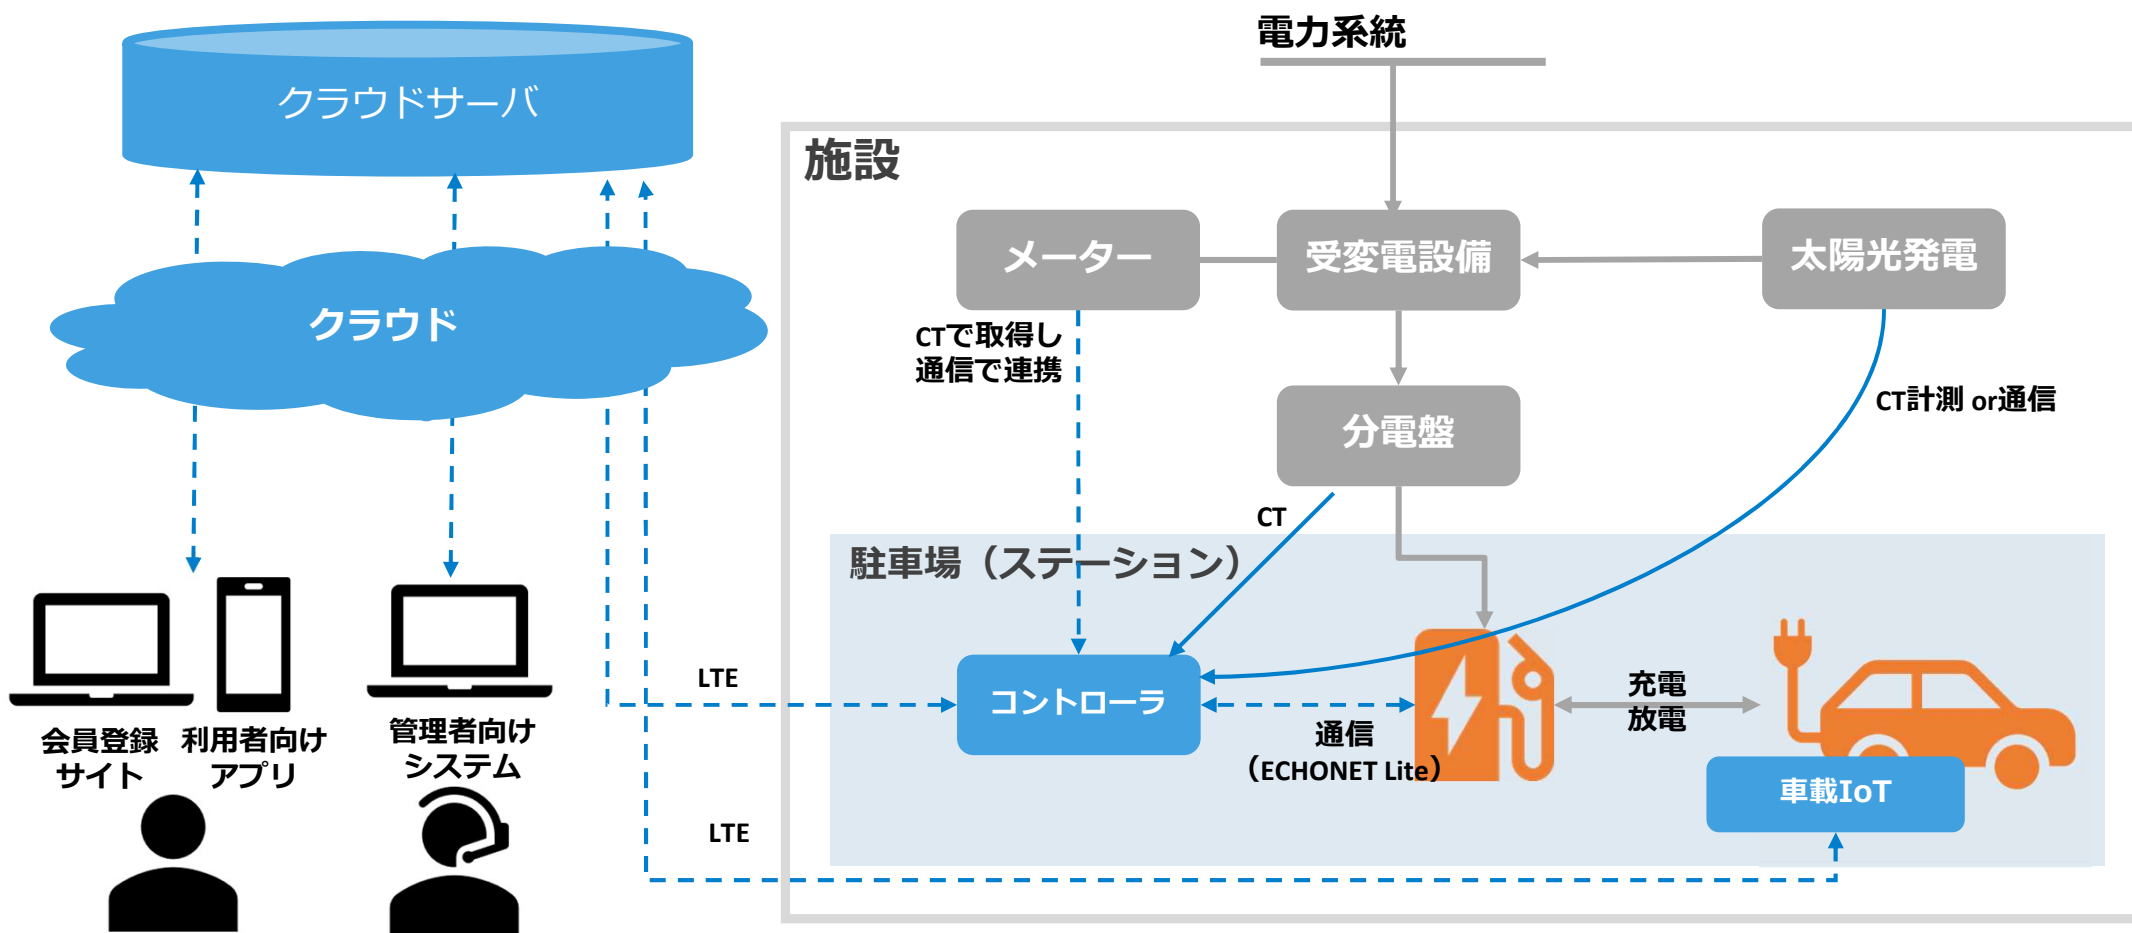 電力系統
クラウドサーバ
施設
メーター
受変電設備
太陽光発電
クラウド
CTで取得し
通信で連携
CT計測 or通信
分電盤
CT
駐車場（ステーション）
LTE
コントローラ
充電
放電
通信
（ECHONET Lite）
会員登録
サイト
利用者向け
アプリ
管理者向け
システム
車載IoT
LTE